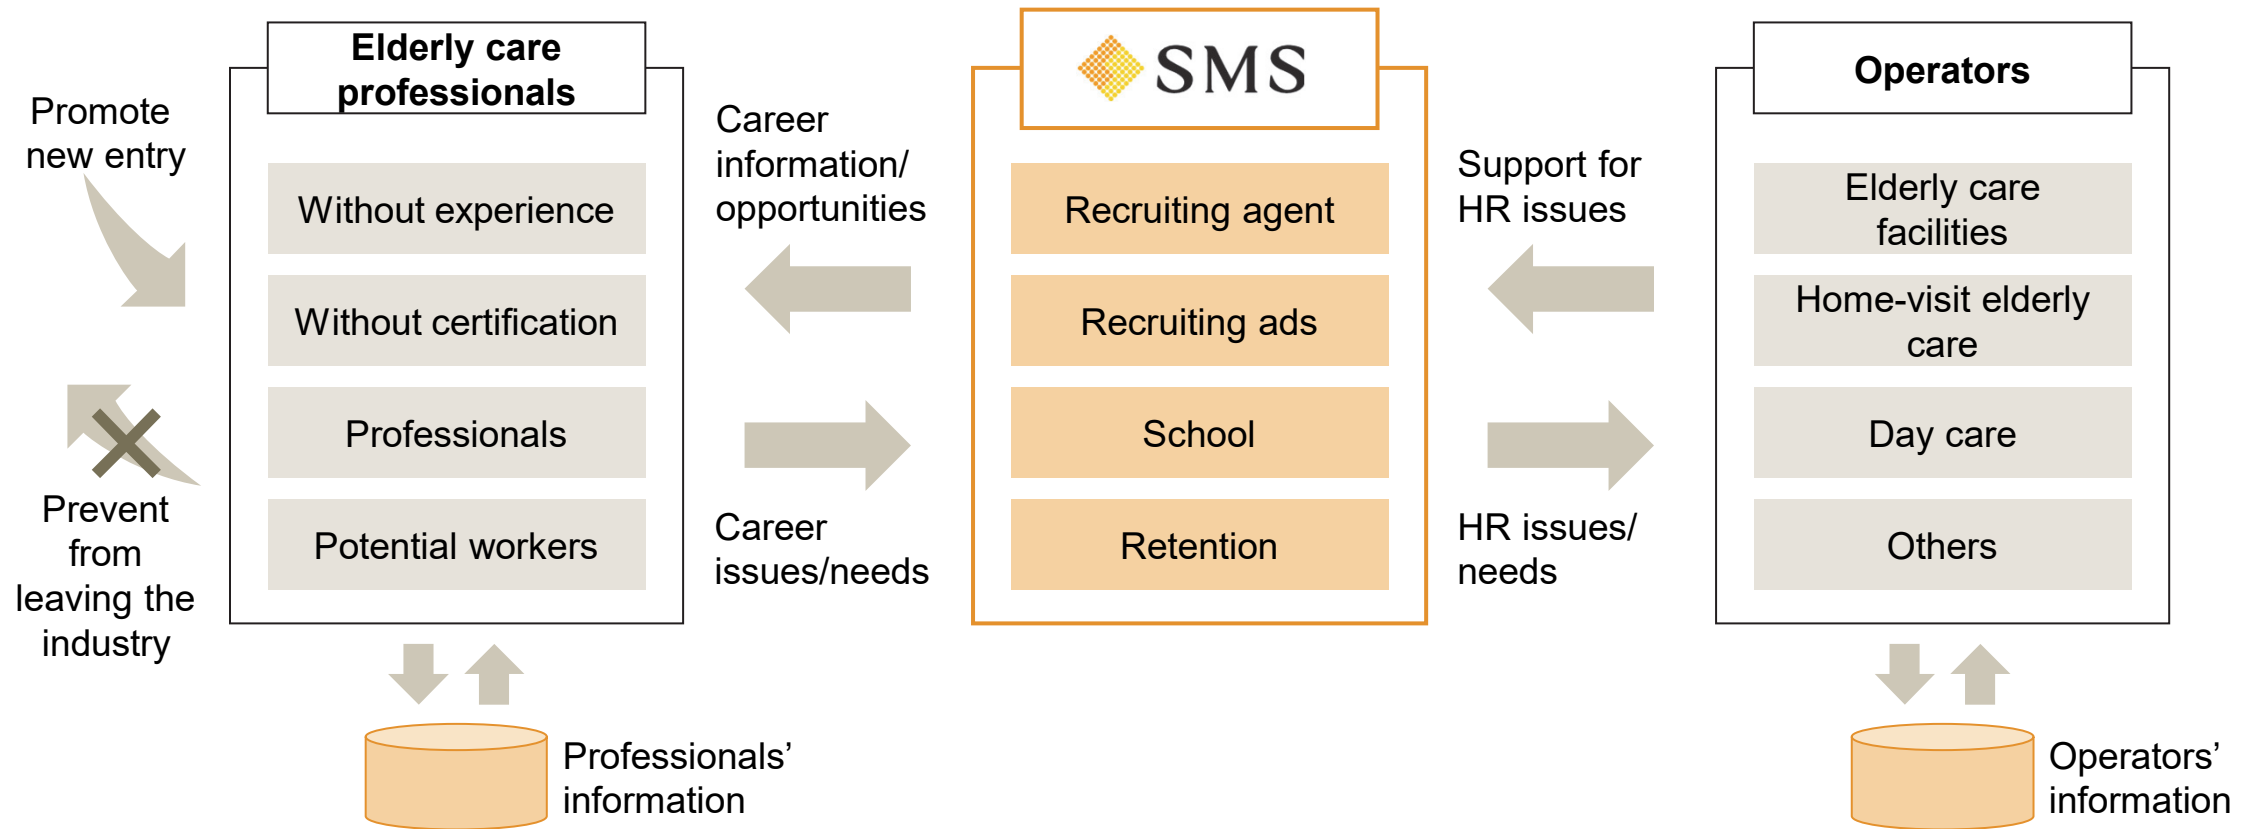 Elderly care
professionals
SMS
Operators
Promote
new entry
Prevent
from
leaving the
industry
Without experience
Without certification
Professionals
Potential workers
Career
information/
opportunities
Career
issues/needs
Recruiting agent
Recruiting ads
School
Retention
Support for
HR issues
HR issues/
needs
Elderly care
facilities
Home-visit elderly
care
Day care
Others
Professionals’
information
Operators’
information